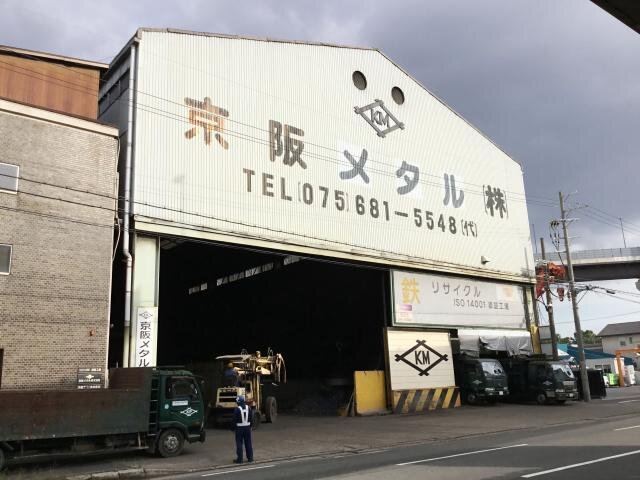 KM
京阪メタル(株)
TEL(075)681-5548(代)
鉄 リサイクル
ISO 14001 認証工場
京阪メタル
KM